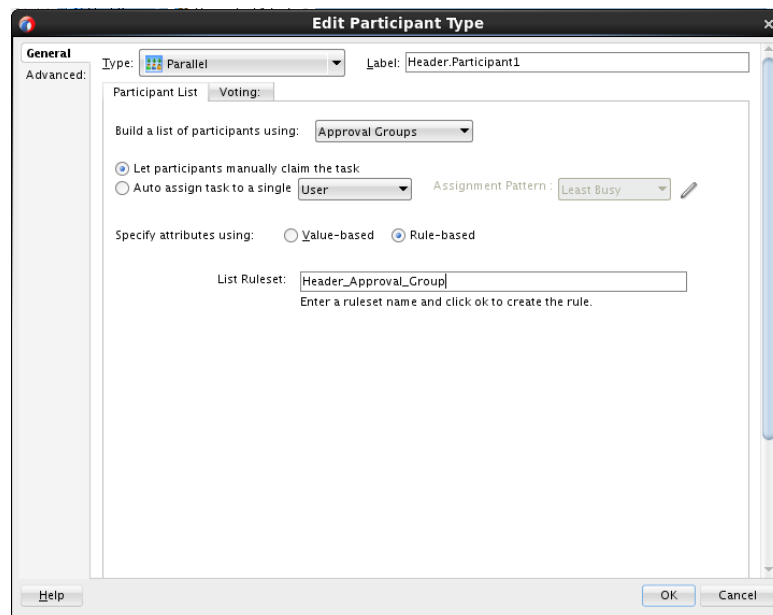 Edit Participant Type
General
Advanced:
Type: Parallel Label: Header.Participant1
Participant List Voting:
Build a list of participants using: Approval Groups
Let participants manually claim the task
Auto assign task to a single User Assignment Pattern : Least Busy
Specify attributes using: Value-based Rule-based
List Ruleset: Header_Approval_Group
Enter a ruleset name and click ok to create the rule.
Help OK Cancel